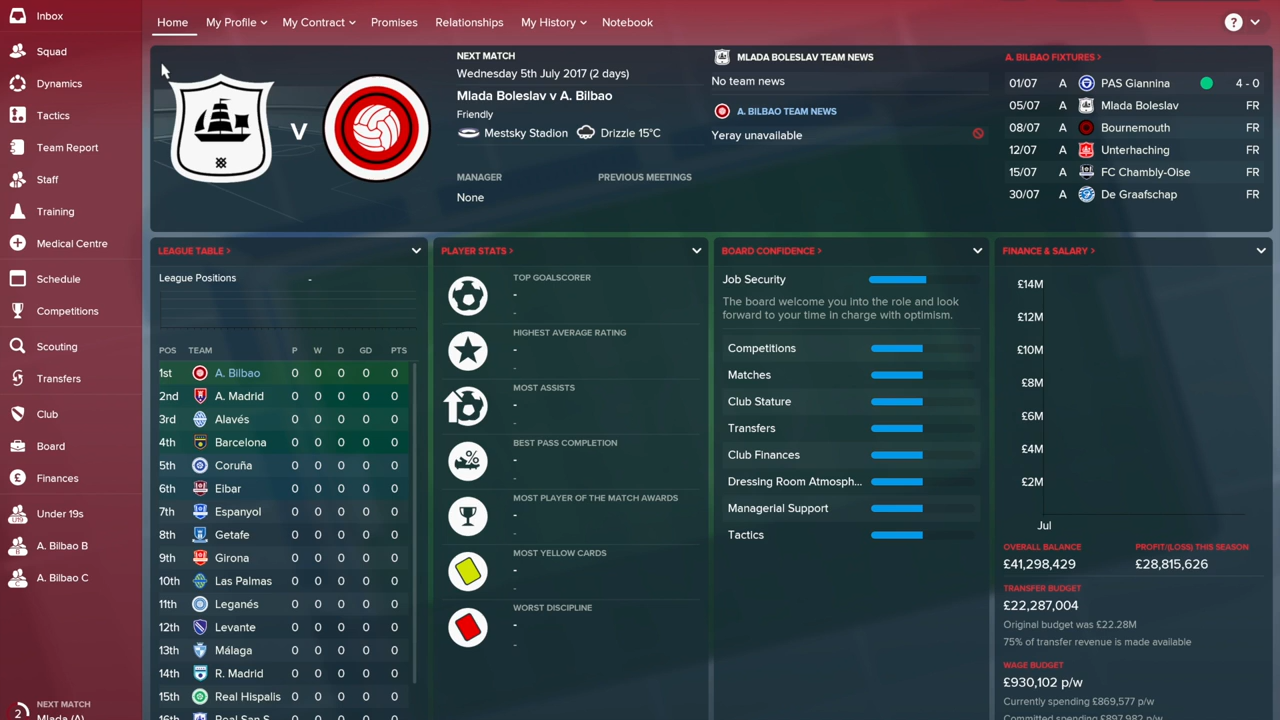 Inbox
Squad
Dynamics
Tactics
Team Report
Staff
Training
Medical Centre
Schedule
Competitions
Scouting
Transfers
Club
Board
Finances
U19
Under 19s
B
A. Bilbao B
C
A. Bilbao C
2
NEXT MATCH
Mlada (A)
Home
My Profile
My Contract
Promises
Relationships
My History
Notebook
?
V
NEXT MATCH
Wednesday 5th July 2017 (2 days)
Mlada Boleslav v A. Bilbao
Friendly
Mestsky Stadion Drizzle 15°C
MANAGER PREVIOUS MEETINGS
None
MLADA BOLESLAV TEAM NEWS
No team news
A. BILBAO TEAM NEWS
Yeray unavailable
A. BILBAO FIXTURES >
01/07 A PAS Giannina 4 - 0
05/07 A Mlada Boleslav FR
08/07 A Bournemouth FR
12/07 A Unterhaching FR
15/07 A FC Chambly-Oise FR
30/07 A De Graafschap FR
LEAGUE TABLE >
League Positions -
POS TEAM P W D GD PTS
1st A. Bilbao 0 0 0 0 0
2nd A. Madrid 0 0 0 0 0
3rd Alavés 0 0 0 0 0
4th Barcelona 0 0 0 0 0
5th Coruña 0 0 0 0 0
6th Eibar 0 0 0 0 0
7th Espanyol 0 0 0 0 0
8th Getafe 0 0 0 0 0
9th Girona 0 0 0 0 0
10th Las Palmas 0 0 0 0 0
11th Leganés 0 0 0 0 0
12th Levante 0 0 0 0 0
13th Málaga 0 0 0 0 0
14th R. Madrid 0 0 0 0 0
15th Real Hispalis 0 0 0 0 0
16th Real San S. 0 0 0 0 0
PLAYER STATS >
TOP GOALSCORER
-
-
HIGHEST AVERAGE RATING
-
-
MOST ASSISTS
-
-
BEST PASS COMPLETION
-
-
MOST PLAYER OF THE MATCH AWARDS
-
-
MOST YELLOW CARDS
-
-
WORST DISCIPLINE
-
-
BOARD CONFIDENCE >
Job Security
The board welcome you into the role and look
forward to your time in charge with optimism.
Competitions
Matches
Club Stature
Transfers
Club Finances
Dressing Room Atmosph...
Managerial Support
Tactics
FINANCE & SALARY >
£14M
£12M
£10M
£8M
£6M
£4M
£2M
Jul
OVERALL BALANCE PROFIT/(LOSS) THIS SEASON
£41,298,429 £28,815,626
TRANSFER BUDGET
£22,287,004
Original budget was £22.28M
75% of transfer revenue is made available
WAGE BUDGET
£930,102 p/w
Currently spending £869,577 p/w
Committed spending £897,982 p/w